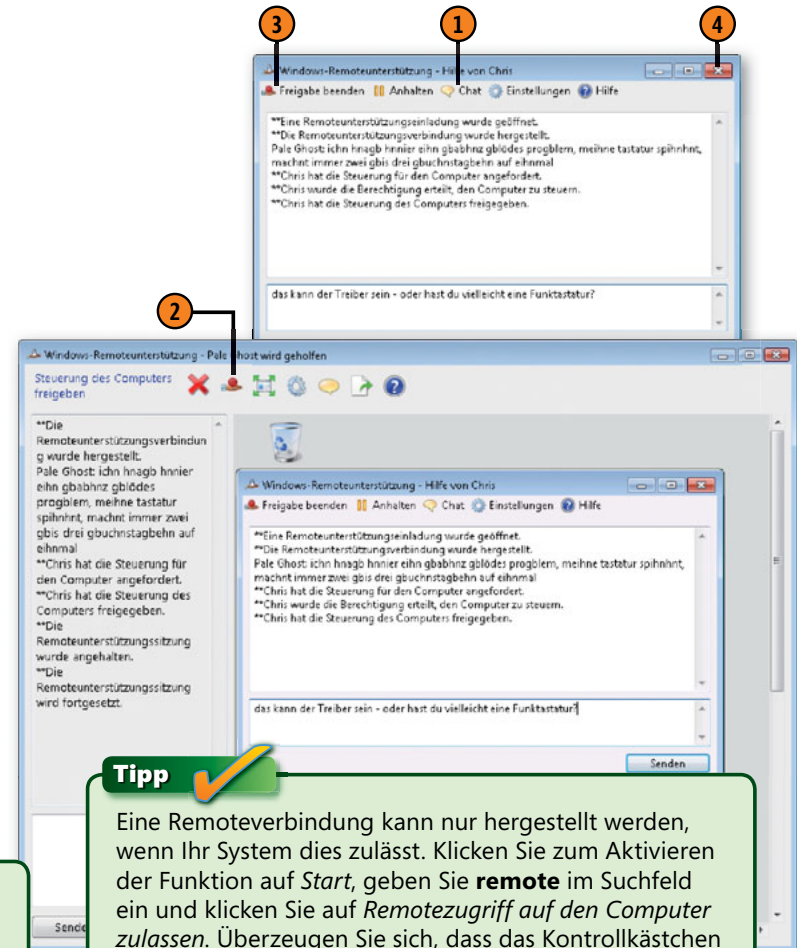 3
1
4
Windows-Remoteunterstützung - Hilfe von Chris
Freigabe beenden Anhalten Chat Einstellungen Hilfe
**Eine Remoteunterstützungseinladung wurde geöffnet.
**Die Remoteunterstützungsverbindung wurde hergestellt.
Pale Ghost: ichn hnagb hnnier eihn gbabhnz gblödes progblem, meihne tastatur spihnhnt,
machnt immer zwei gbis drei gbuchnstagbehn auf eihnmal
**Chris hat die Steuerung für den Computer angefordert.
**Chris wurde die Berechtigung erteilt, den Computer zu steuern.
**Chris hat die Steuerung des Computers freigegeben.
das kann der Treiber sein - oder hast du vielleicht eine Funktastatur?
2
Windows-Remoteunterstützung - Pale Ghost wird geholfen
Steuerung des Computers
freigeben
**Die
Remoteunterstützungsverbindun
g wurde hergestellt.
Pale Ghost: ichn hnagb hnnier
eihn gbabhnz gblödes
progblem, meihne tastatur
spihnhnt, machnt immer zwei
gbis drei gbuchnstagbehn auf
eihnmal
**Chris hat die Steuerung für
den Computer angefordert.
**Chris hat die Steuerung des
Computers freigegeben.
**Die
Remoteunterstützungssitzung
wurde angehalten.
**Die
Remoteunterstützungssitzung
wird fortgesetzt.
Windows-Remoteunterstützung - Hilfe von Chris
Freigabe beenden Anhalten Chat Einstellungen Hilfe
**Eine Remoteunterstützungseinladung wurde geöffnet.
**Die Remoteunterstützungsverbindung wurde hergestellt.
Pale Ghost: ichn hnagb hnnier eihn gbabhnz gblödes progblem, meihne tastatur spihnhnt,
machnt immer zwei gbis drei gbuchnstagbehn auf eihnmal
**Chris hat die Steuerung für den Computer angefordert.
**Chris wurde die Berechtigung erteilt, den Computer zu steuern.
**Chris hat die Steuerung des Computers freigegeben.
das kann der Treiber sein - oder hast du vielleicht eine Funktastatur?
Senden
Tipp
Eine Remoteverbindung kann nur hergestellt werden,
wenn Ihr System dies zulässt. Klicken Sie zum Aktivieren
der Funktion auf Start, geben Sie remote im Suchfeld
ein und klicken Sie auf Remotezugriff auf den Computer
zulassen. Überzeugen Sie sich, dass das Kontrollkästchen